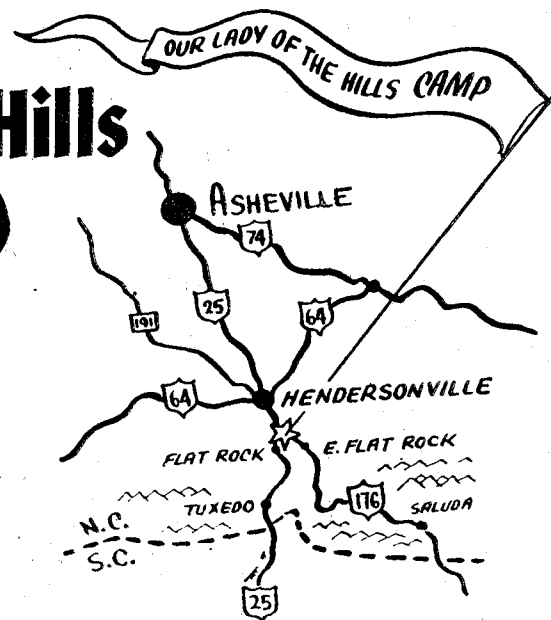 OUR LADY OF THE HILLS CAMP
Hills
ASHEVILLE
74
25
64
191
64
HENDERSONVILLE
FLAT ROCK
E. FLAT ROCK
TUXEDO
176
SALUDA
N.C.
S.C.
25